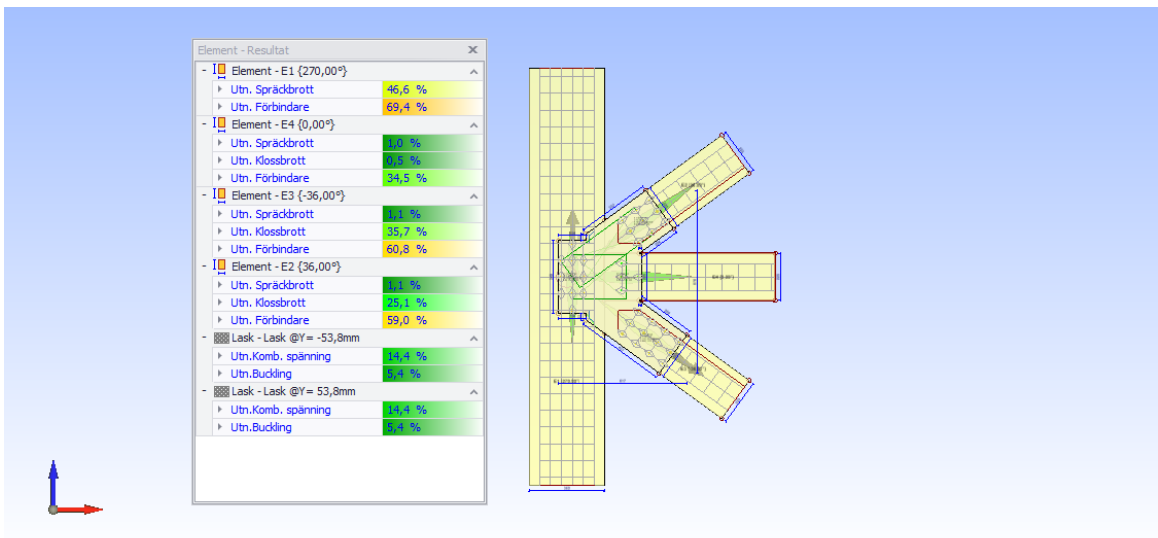 Element - Resultat
Element - E1 {270,00°}
Utn. Spräckbrott 46,6 %
Utn. Förbindare 69,4 %
Element - E4 {0,00°}
Utn. Spräckbrott 1,0 %
Utn. Klossbrott 0,5 %
Utn. Förbindare 34,5 %
Element - E3 {-36,00°}
Utn. Spräckbrott 1,1 %
Utn. Klossbrott 35,7 %
Utn. Förbindare 60,8 %
Element - E2 {36,00°}
Utn. Spräckbrott 1,1 %
Utn. Klossbrott 25,1 %
Utn. Förbindare 59,0 %
Lask - Lask @Y= -53,8mm
Utn.Komb. spänning 14,4 %
Utn.Buckling 5,4 %
Lask - Lask @Y= 53,8mm
Utn.Komb. spänning 14,4 %
Utn.Buckling 5,4 %